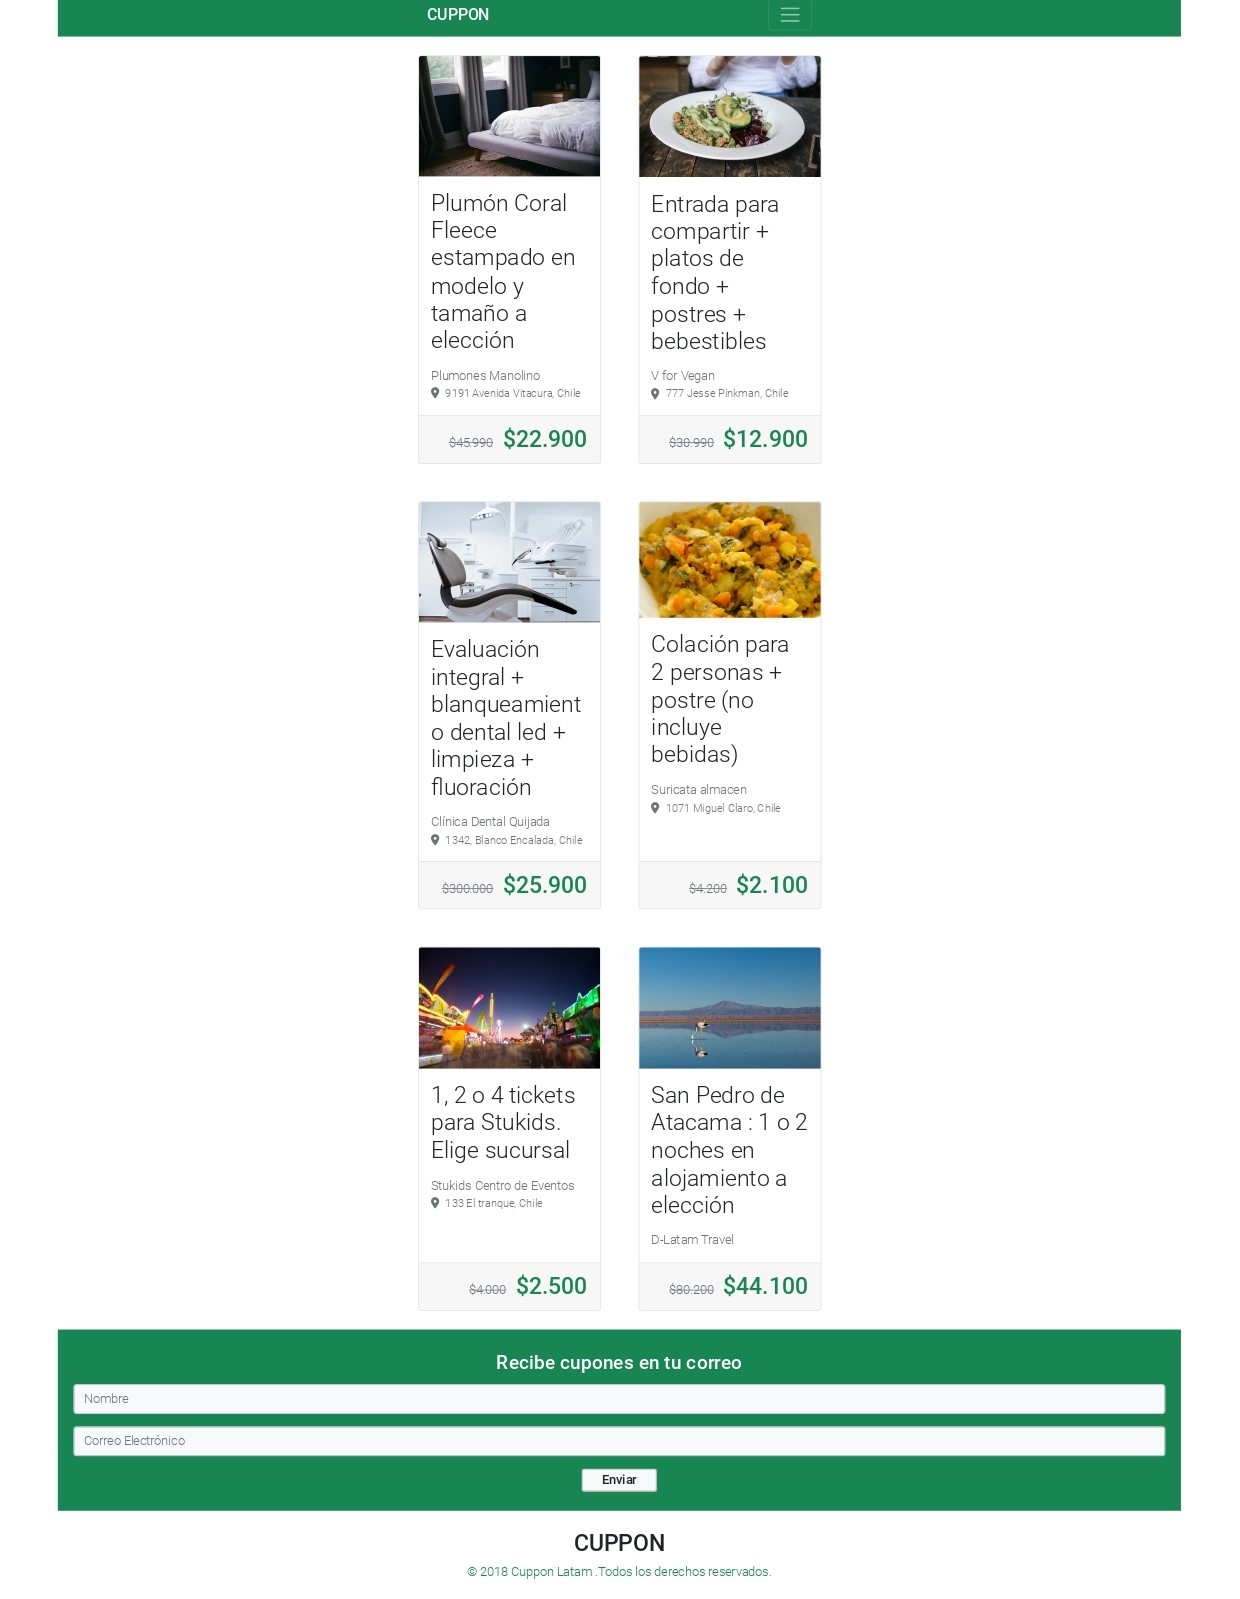 CUPPON
Plumón Coral
Fleece
estampado en
modelo y
tamaño a
elección
Plumones Manolino
9191 Avenida Vitacura, Chile
$45.990 $22.900
Entrada para
compartir +
platos de
fondo +
postres +
bebestibles
V for Vegan
777 Jesse Pinkman, Chile
$30.990 $12.900
Evaluación
integral +
blanqueamient
o dental led +
limpieza +
fluoración
Clínica Dental Quijada
1342, Blanco Encalada, Chile
$300.000 $25.900
Colación para
2 personas +
postre (no
incluye
bebidas)
Suricata almacen
1071 Miguel Claro, Chile
$4.200 $2.100
1, 2 o 4 tickets
para Stukids.
Elige sucursal
Stukids Centro de Eventos
133 El tranque, Chile
$4.000 $2.500
San Pedro de
Atacama : 1 o 2
noches en
alojamiento a
elección
D-Latam Travel
$80.200 $44.100
Recibe cupones en tu correo
Nombre
Correo Electrónico
Enviar
CUPPON
© 2018 Cuppon Latam .Todos los derechos reservados.